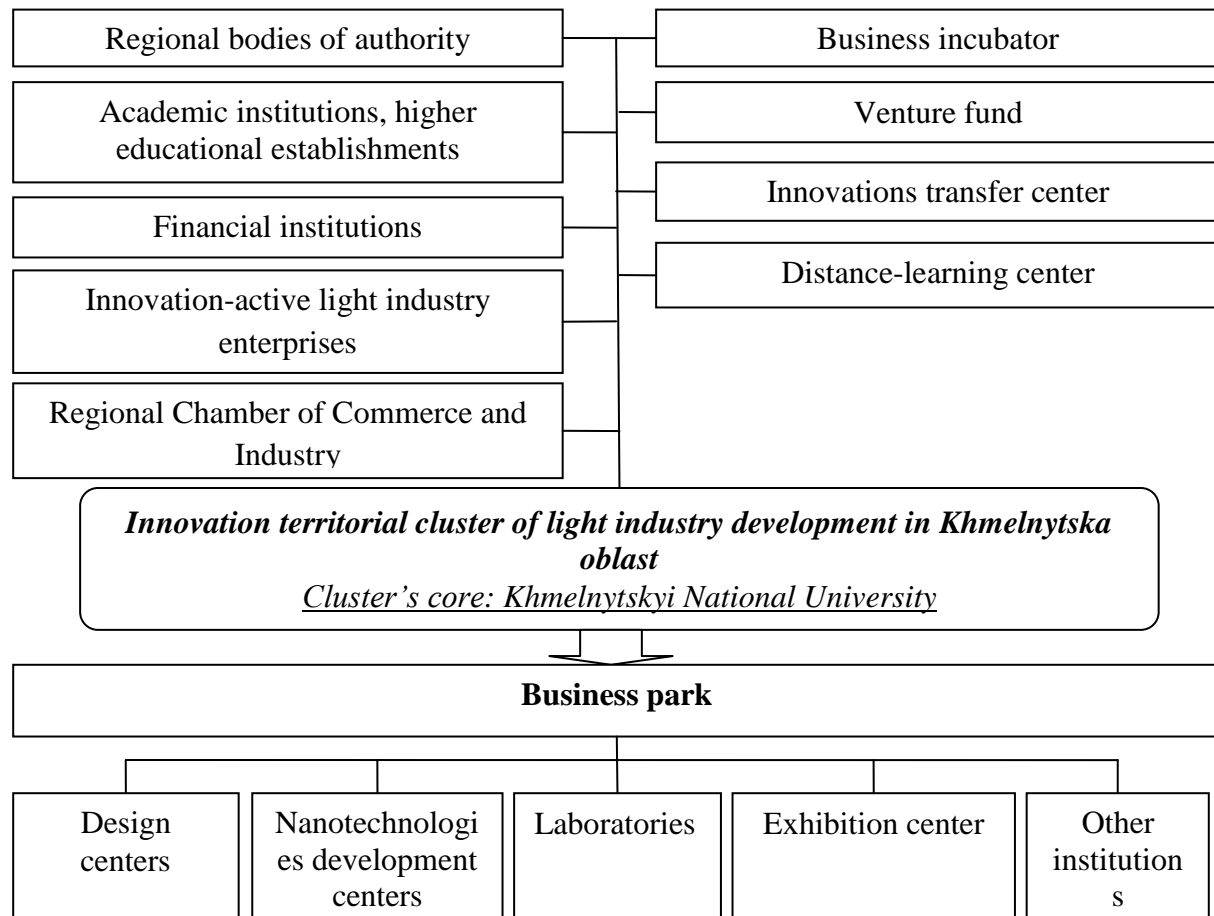 Regional bodies of authority
Business incubator
Academic institutions, higher
educational establishments
Venture fund
Innovations transfer center
Financial institutions
Distance-learning center
Innovation-active light industry
enterprises
Regional Chamber of Commerce and
Industry
Innovation territorial cluster of light industry development in Khmelnytska
oblast
Cluster’s core: Khmelnytskyi National University
Business park
Design
centers
Nanotechnologi
es development
centers
Laboratories
Exhibition center
Other
institution
s